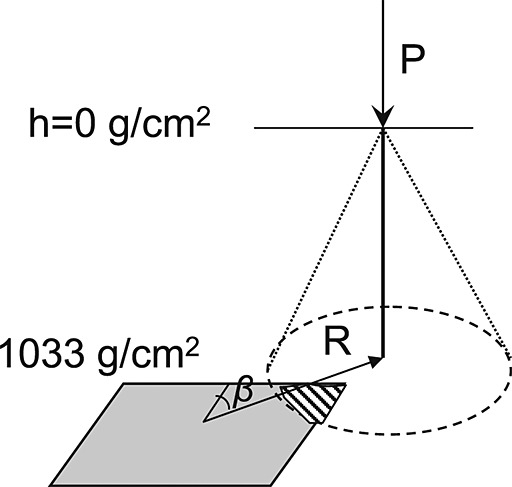 P
h=0 g/cm²
R
1033 g/cm²
β